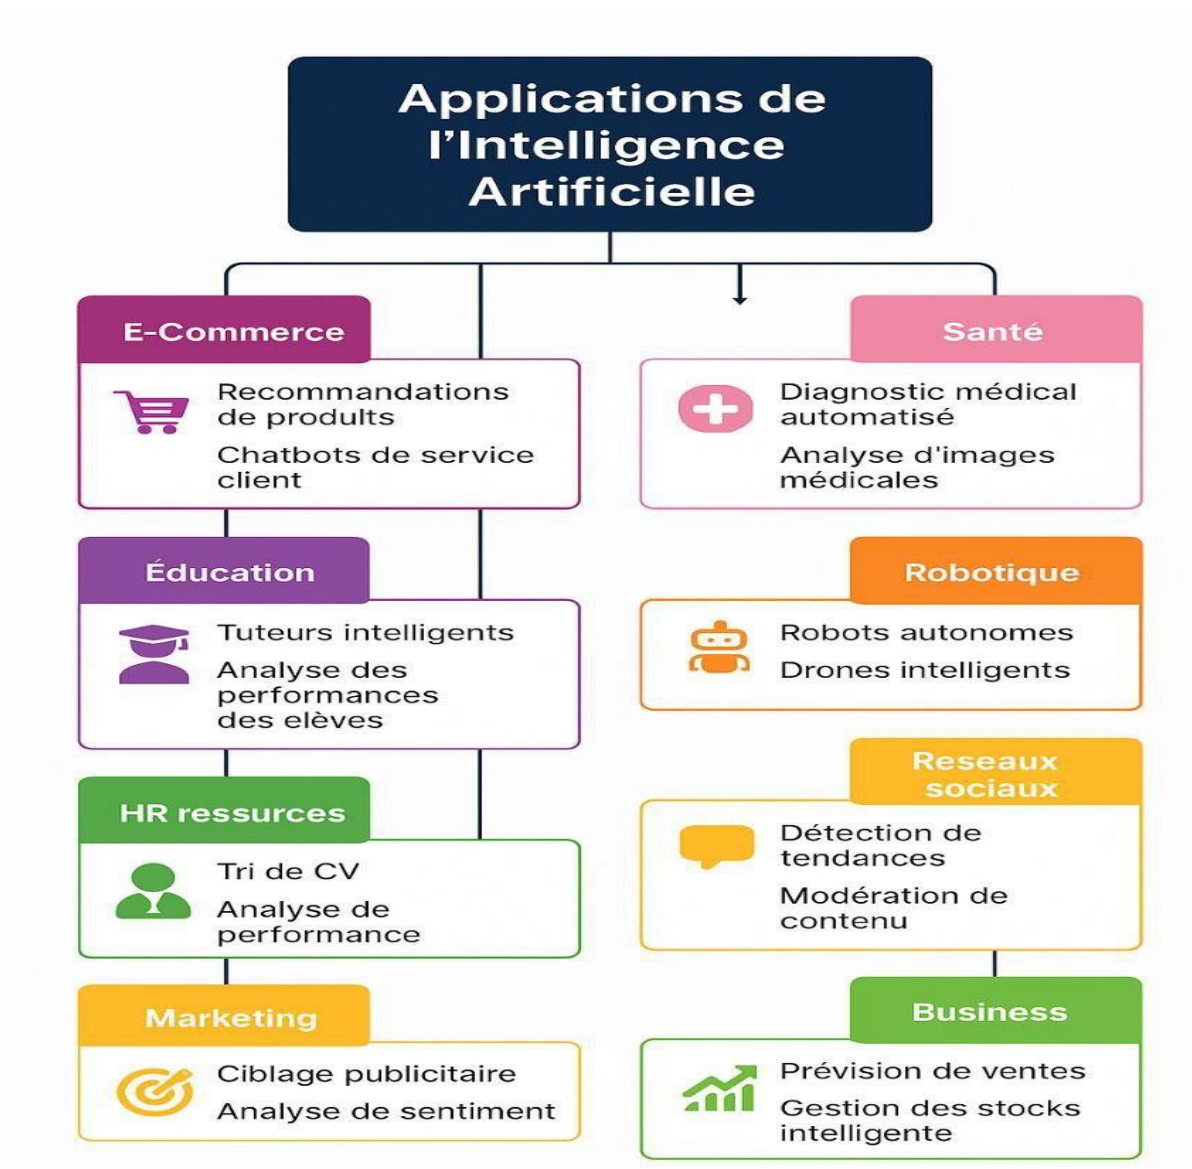 Applications de
l'Intelligence
Artificielle
E-Commerce
Recommandations
de prodults
Chatbots de service
client
Éducation
Tuteurs intelligents
Analyse des
performances
des elèves
HR ressurces
Tri de CV
Analyse de
performance
Marketing
Ciblage publicitaire
Analyse de sentiment
Santé
Diagnostic médical
automatisé
Analyse d'images
médicales
Robotique
Robots autonomes
Drones intelligents
Reseaux
sociaux
Détection de
tendances
Modération de
contenu
Business
Prévision de ventes
Gestion des stocks
intelligente